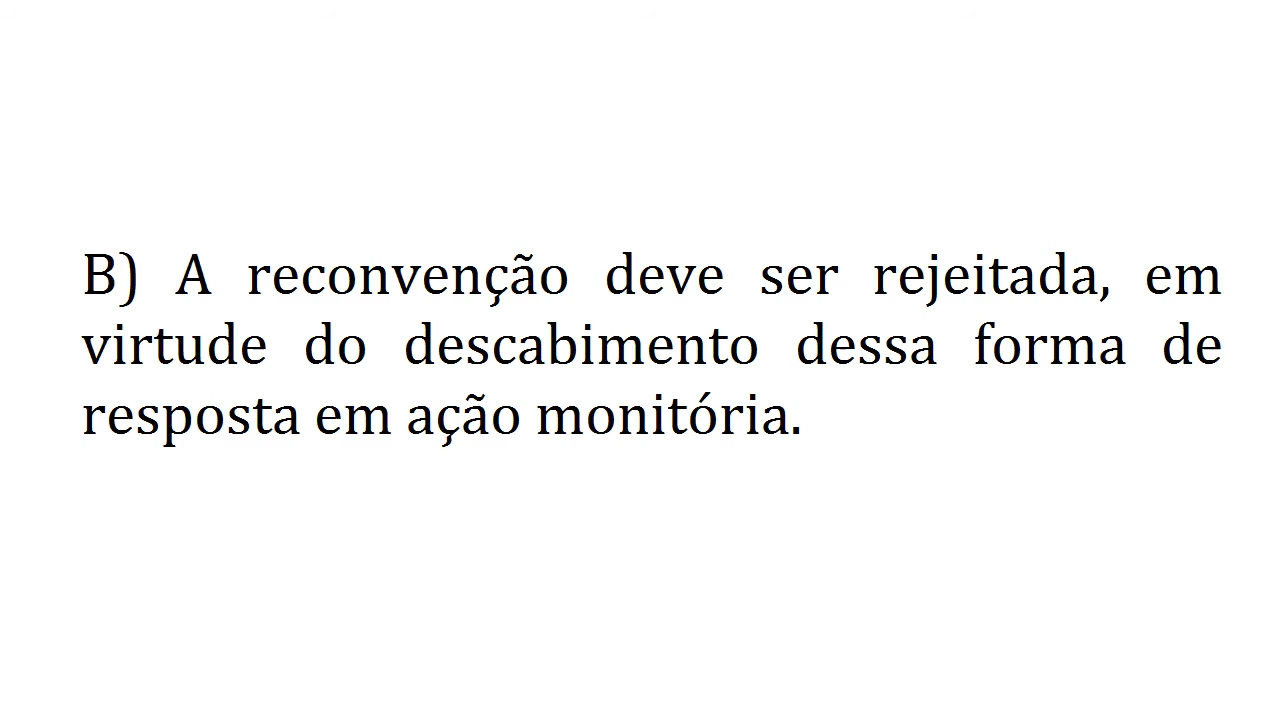 B) A reconvenção deve ser rejeitada, em
virtude do descabimento dessa forma de
resposta em ação monitória.